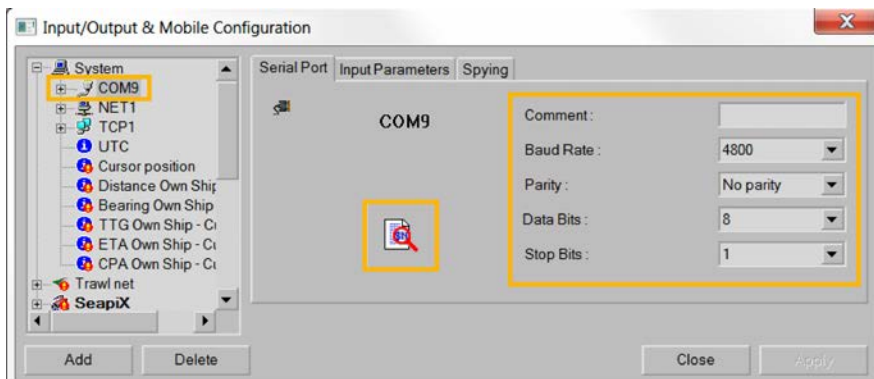 Input/Output & Mobile Configuration
System
COM9
NET1
TCP1
UTC
Cursor position
Distance Own Ship
Bearing Own Ship
TTG Own Ship - Cu
ETA Own Ship - Cu
CPA Own Ship - Cu
Trawl net
SeapiX
Add
Delete
Serial Port
Input Parameters
Spying
COM9
Comment :
Baud Rate :
4800
Parity :
No parity
Data Bits :
8
Stop Bits :
1
Close
Apply